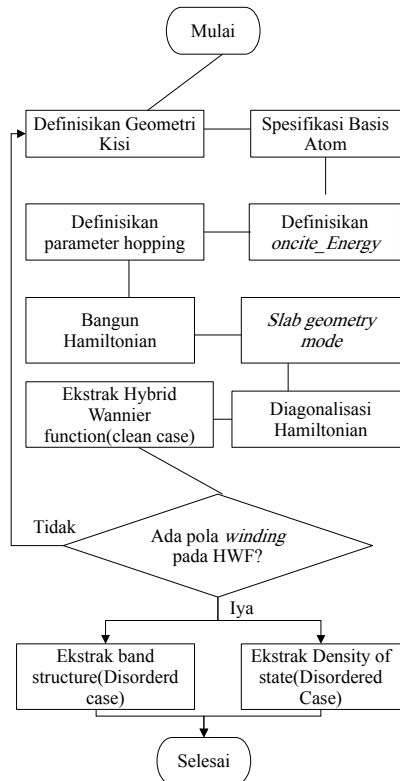 Mulai
Definisikan Geometri
Kisi
Spesifikasi Basis
Atom
Definisikan
oncite_Energy
Definisikan
parameter hopping
Bangun
Hamiltonian
Slab geometry
mode
Diagonalisasi
Hamiltonian
Ekstrak Hybrid
Wannier
function(clean case)
Ada pola winding
pada HWF?
Tidak
Iya
Ekstrak band
structure(Disorderd
case)
Ekstrak Density of
state(Disordered
Case)
Selesai